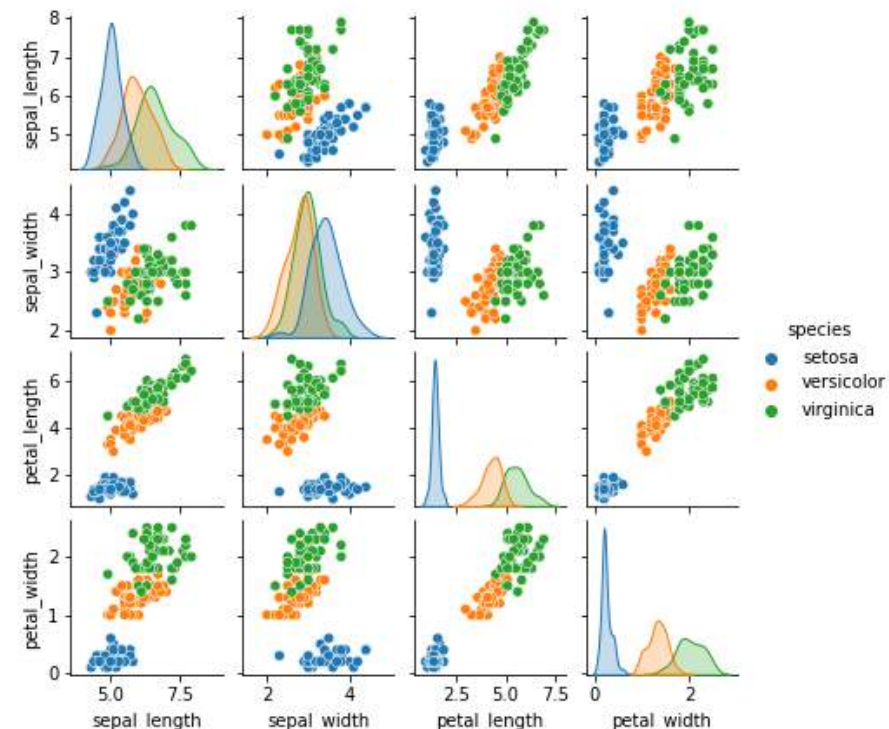 sepal_length
8
7
6
5
sepal_width
4
3
2
species
setosa
versicolor
virginica
petal_length
6
4
2
petal_width
2
1
0
5.0 7.5 2 4 2.5 5.0 7.5 0 2
sepal_length sepal_width petal_length petal_width